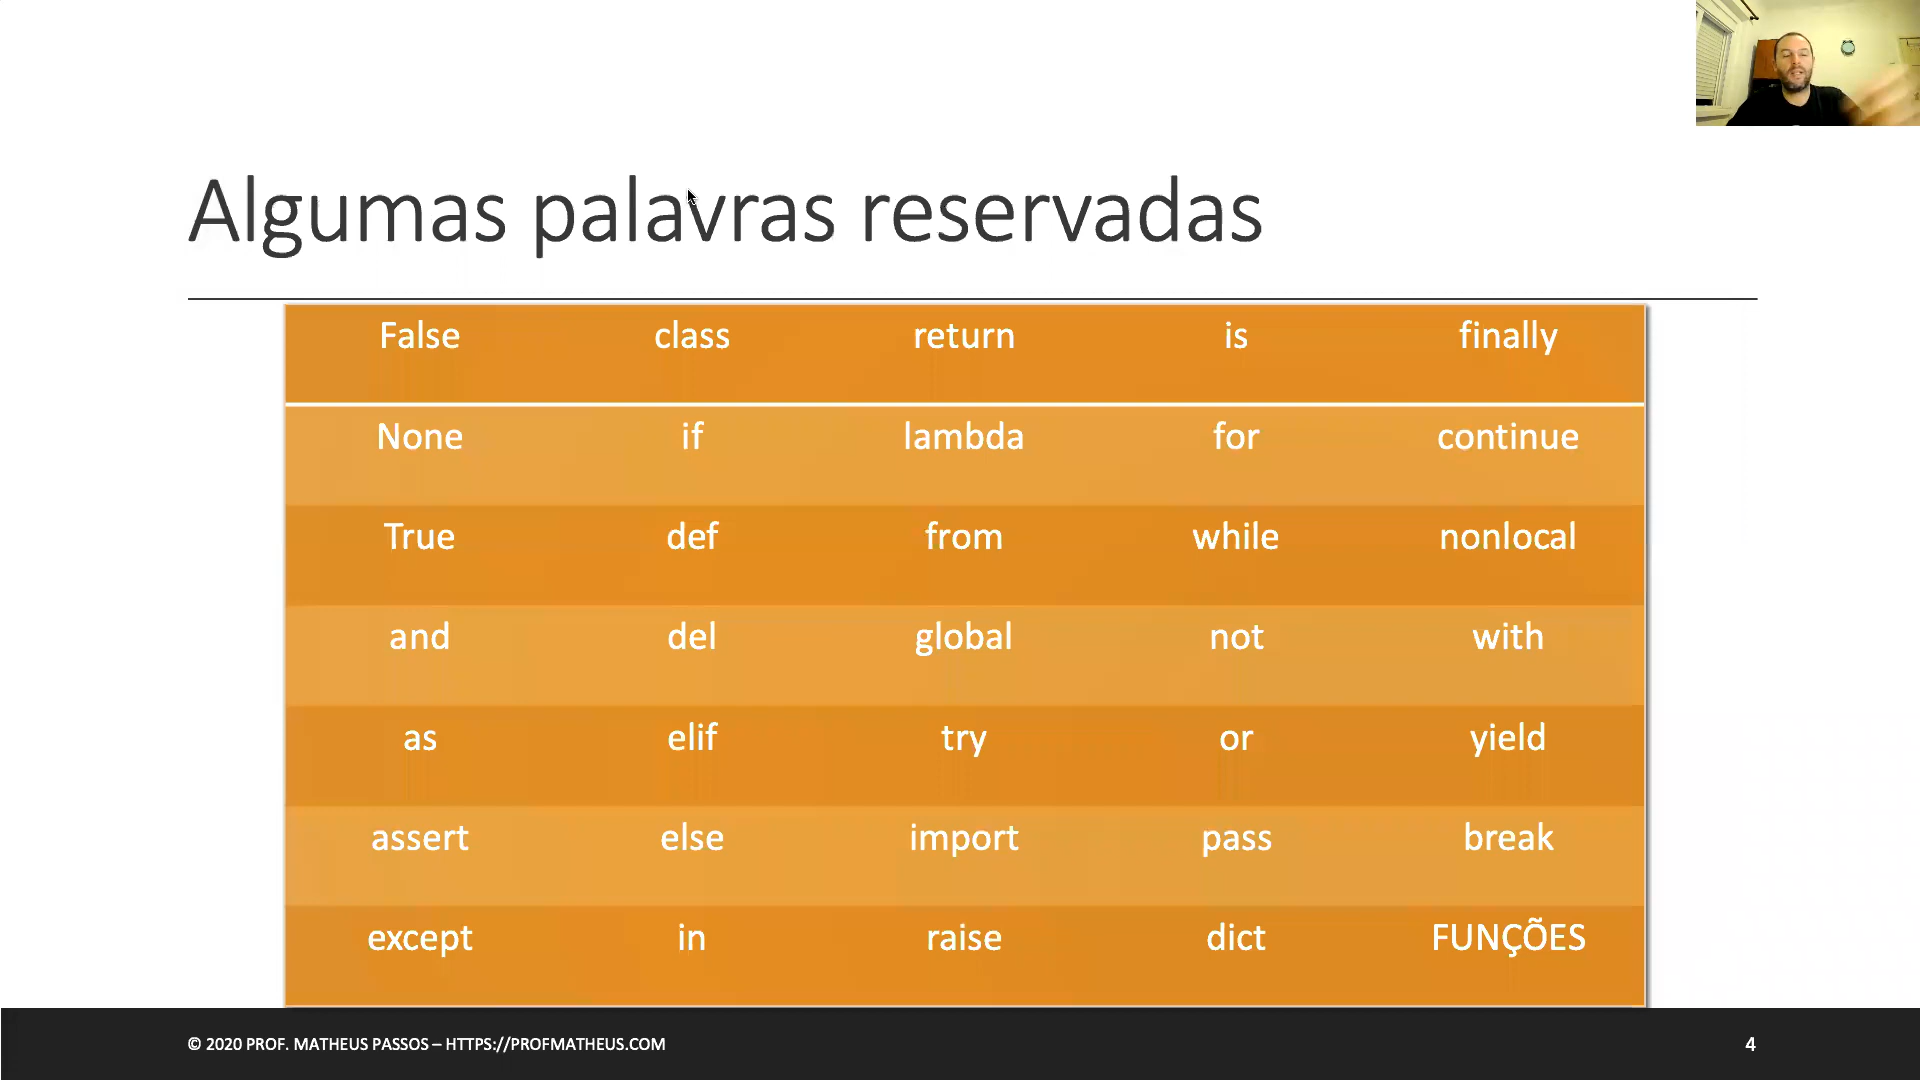 Algumas palavras reservadas
False class return is finally
None if lambda for continue
True def from while nonlocal
and del global not with
as elif try or yield
assert else import pass break
except in raise dict FUNÇÕES
© 2020 PROF. MATHEUS PASSOS – HTTPS://PROFMATHEUS.COM 4